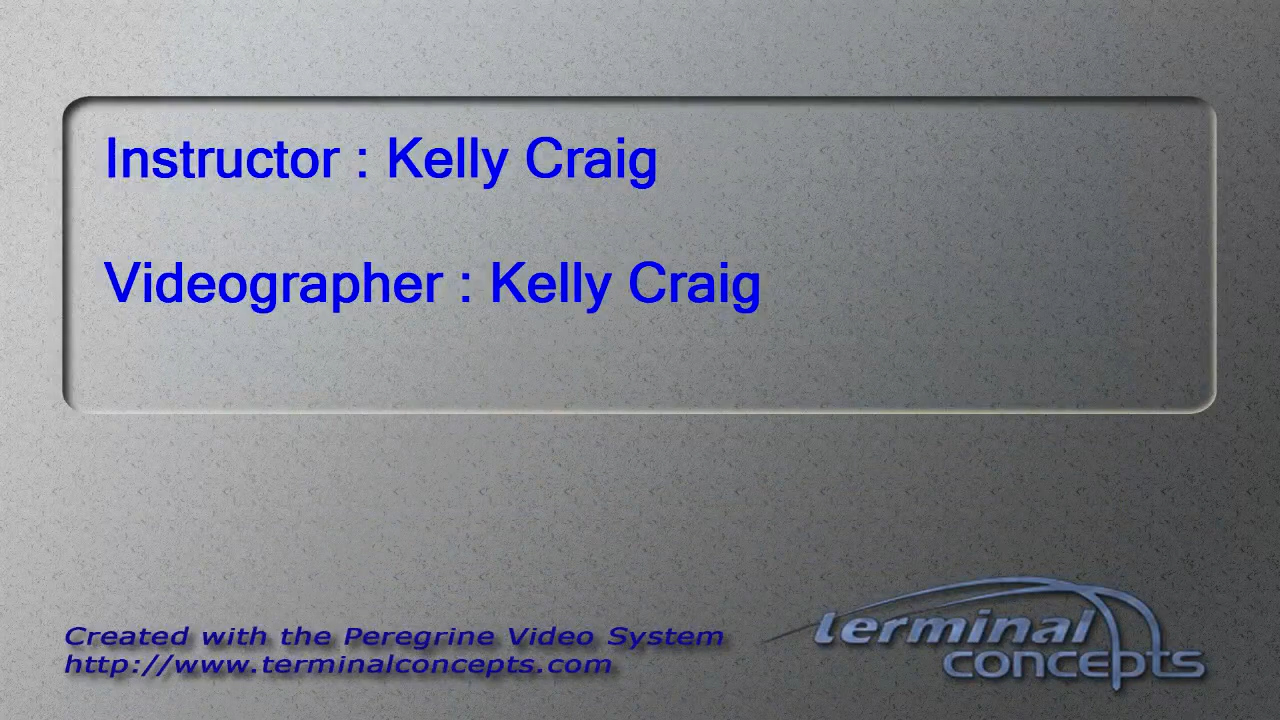 Instructor : Kelly Craig
Videographer : Kelly Craig
Created with the Peregrine Video System
http://www.terminalconcepts.com
terminal
concepts